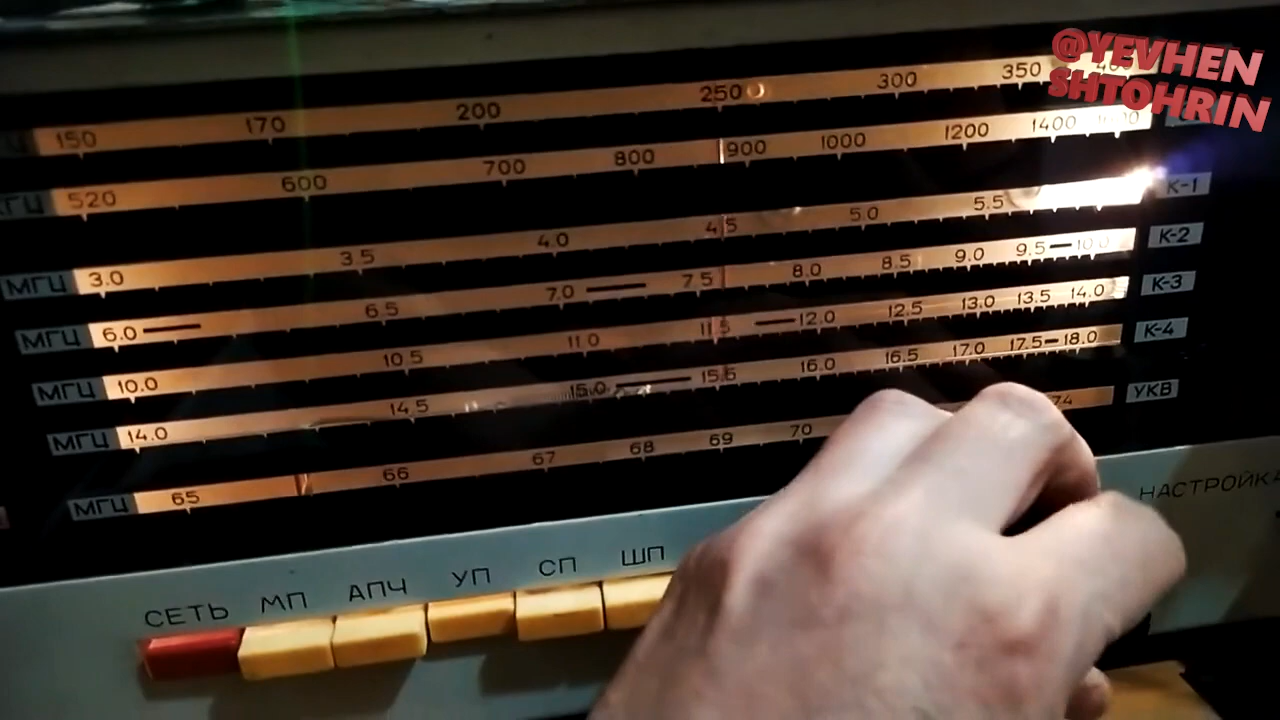 @YEVHEN
SHTOHRIN
150 170 200 250 300 350
КГЦ 520 600 700 800 900 1000 1200 1400 1600
МГЦ 3.0 3.5 4.0 4.5 5.0 5.5 К-1
МГЦ 6.0 6.5 7.0 7.5 8.0 8.5 9.0 9.5 10.0 К-2
МГЦ 10.0 10.5 11.0 11.5 12.0 12.5 13.0 13.5 14.0 К-3
МГЦ 14.0 14.5 15.0 15.5 16.0 16.5 17.0 17.5 18.0 К-4
МГЦ 65 66 67 68 69 70 74 УКВ
НАСТРОЙК
СЕТЬ МП АПЧ УП СП ШП